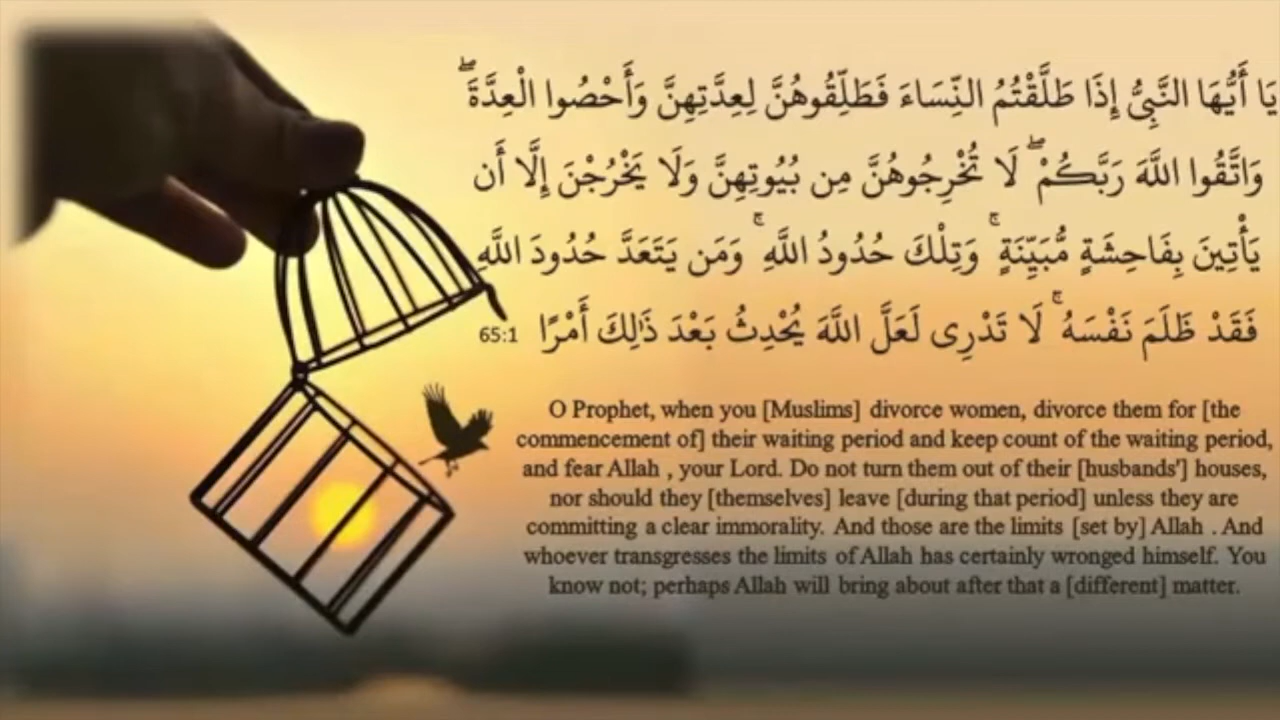 يَا أَيُّهَا النَّبِىُّ إِذَا طَلَّقْتُمُ النِّسَاءَ فَطَلِّقُوهُنَّ لِعِدَّتِهِنَّ وَأَحْصُوا الْعِدَّةَ ۖ
وَاتَّقُوا اللَّهَ رَبَّكُمْ ۖ لَا تُخْرِجُوهُنَّ مِن بُيُوتِهِنَّ وَلَا يَخْرُجْنَ إِلَّا أَن
يَأْتِينَ بِفَاحِشَةٍ مُّبَيِّنَةٍ ۚ وَتِلْكَ حُدُودُ اللَّهِ ۚ وَمَن يَتَعَدَّ حُدُودَ اللَّهِ
فَقَدْ ظَلَمَ نَفْسَهُ ۚ لَا تَدْرِى لَعَلَّ اللَّهَ يُحْدِثُ بَعْدَ ذَٰلِكَ أَمْرًا 65:1
O Prophet, when you [Muslims] divorce women, divorce them for [the
commencement of] their waiting period and keep count of the waiting period,
and fear Allah , your Lord. Do not turn them out of their [husbands'] houses,
nor should they [themselves] leave [during that period] unless they are
committing a clear immorality. And those are the limits [set by] Allah . And
whoever transgresses the limits of Allah has certainly wronged himself. You
know not; perhaps Allah will bring about after that a [different] matter.